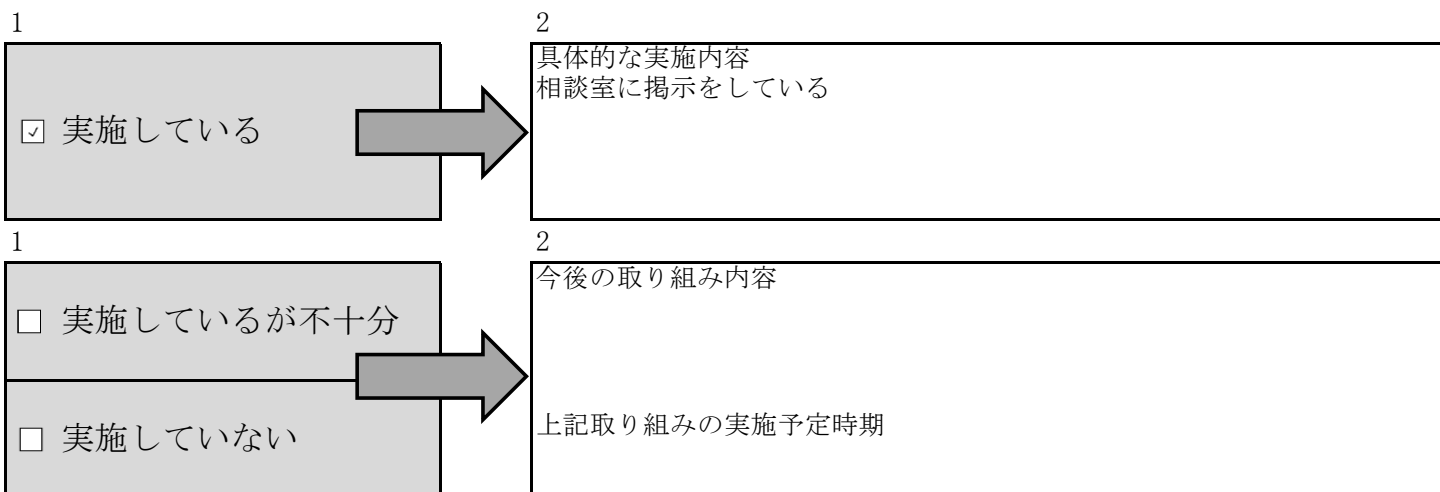 1
2
☑ 実施している
具体的な実施内容
相談室に掲示をしている
1
2
□ 実施しているが不十分
□ 実施していない
今後の取り組み内容
上記取り組みの実施予定時期